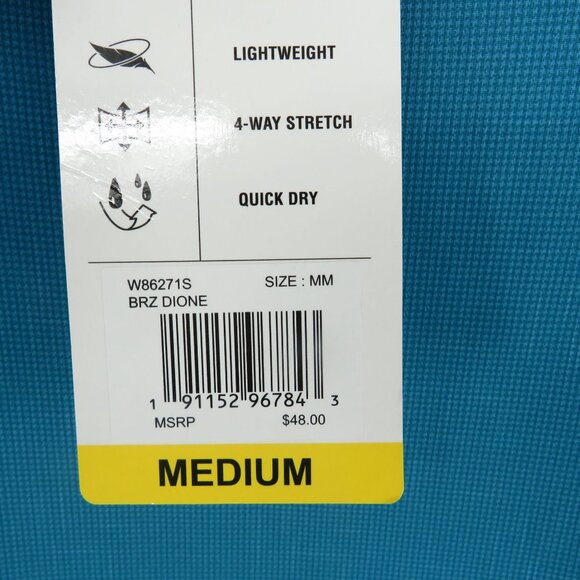 LIGHTWEIGHT
4-WAY STRETCH
QUICK DRY
W86271S SIZE : MM
BRZ DIONE
1 91152 96784 3
MSRP $48.00
MEDIUM